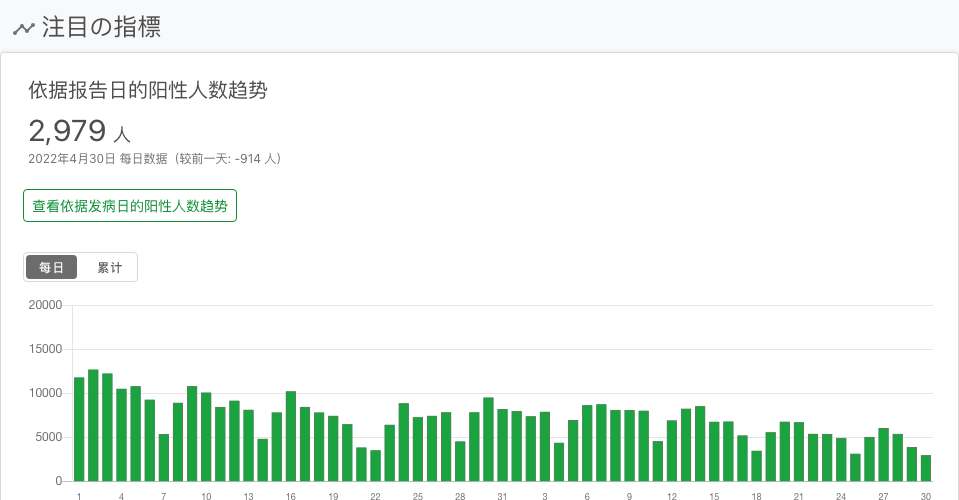 注目の指標
依据报告日的阳性人数趋势
2,979 人
2022年4月30日 每日数据（较前一天: -914 人）
查看依据发病日的阳性人数趋势
每日 累计
20000
15000
10000
5000
0
1 4 7 10 13 16 19 22 25 28 31 3 6 9 12 15 18 21 24 27 30